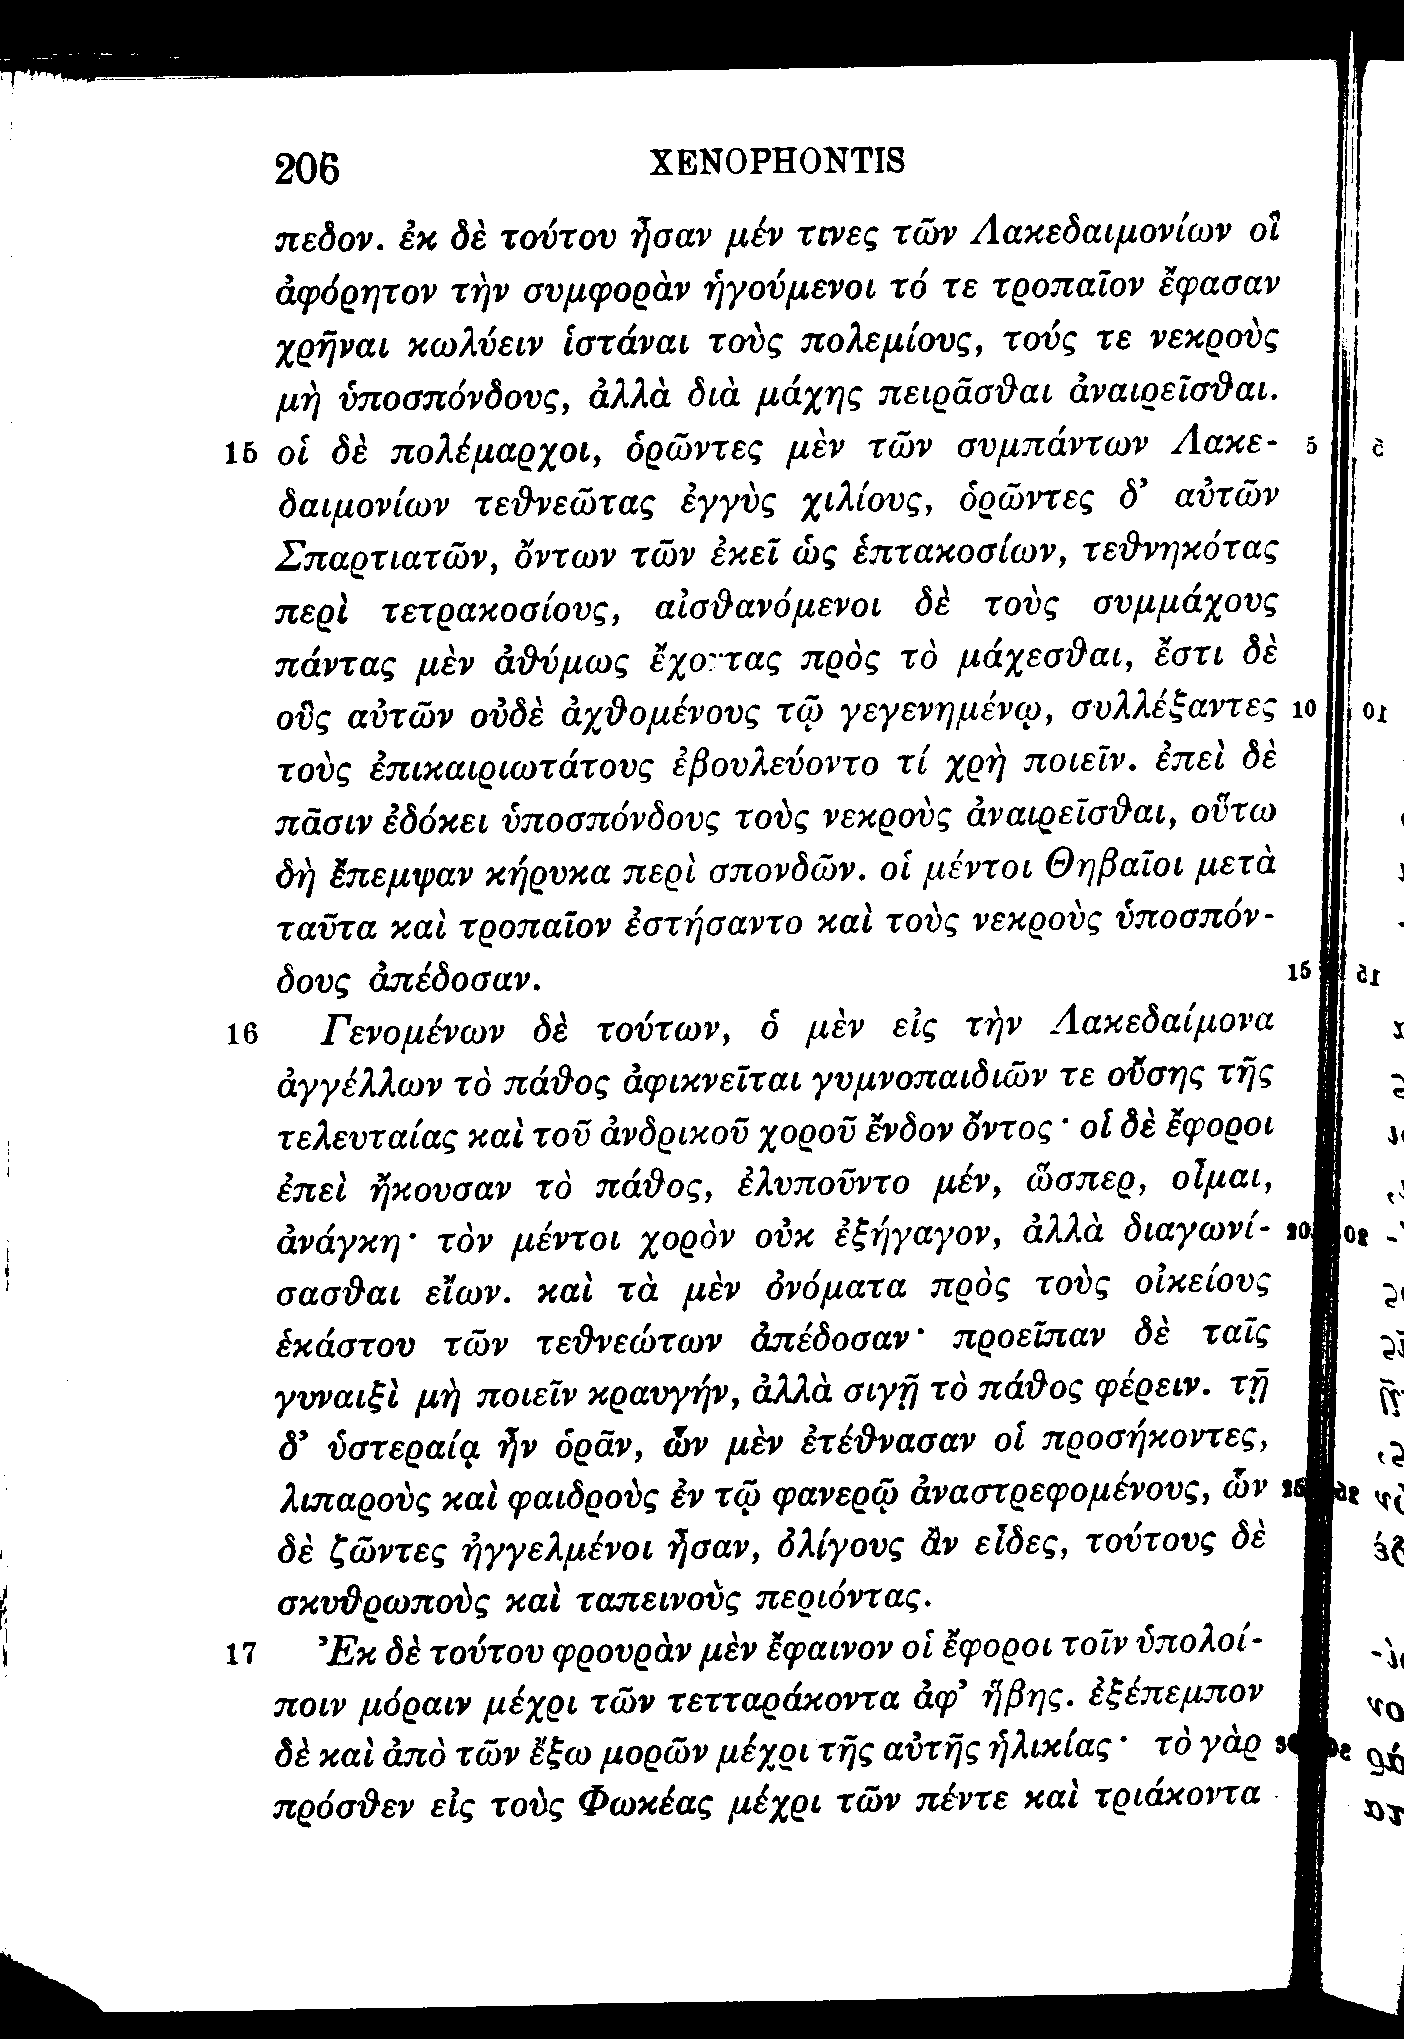 206 XENOPHONTIS
πεδον. ἐκ δὲ τούτου ἦσαν μέν τινες τῶν Λακεδαιμονίων οἳ
ἀφόρητον τὴν συμφορὰν ἡγούμενοι τό τε τροπαῖον ἔφασαν
χρῆναι κωλύειν ἱστάναι τοὺς πολεμίους, τούς τε νεκροὺς
μὴ ὑποσπόνδους, ἀλλὰ διὰ μάχης πειρᾶσθαι ἀναιρεῖσθαι.
15 οἱ δὲ πολέμαρχοι, ὁρῶντες μὲν τῶν συμπάντων Λακε- 5
δαιμονίων τεθνεῶτας ἐγγὺς χιλίους, ὁρῶντες δ’ αὐτῶν
Σπαρτιατῶν, ὄντων τῶν ἐκεῖ ὡς ἑπτακοσίων, τεθνηκότας
περὶ τετρακοσίους, αἰσθανόμενοι δὲ τοὺς συμμάχους
πάντας μὲν ἀθύμως ἔχοντας πρὸς τὸ μάχεσθαι, ἔστι δὲ
οὓς αὐτῶν οὐδὲ ἀχθομένους τῷ γεγενημένῳ, συλλέξαντες 10
τοὺς ἐπικαιριωτάτους ἐβουλεύοντο τί χρὴ ποιεῖν. ἐπεὶ δὲ
πᾶσιν ἐδόκει ὑποσπόνδους τοὺς νεκροὺς ἀναιρεῖσθαι, οὕτω
δὴ ἔπεμψαν κήρυκα περὶ σπονδῶν. οἱ μέντοι Θηβαῖοι μετὰ
ταῦτα καὶ τροπαῖον ἐστήσαντο καὶ τοὺς νεκροὺς ὑποσπόν-
δους ἀπέδοσαν. 15
16 Γενομένων δὲ τούτων, ὁ μὲν εἰς τὴν Λακεδαίμονα
ἀγγέλλων τὸ πάθος ἀφικνεῖται γυμνοπαιδιῶν τε οὔσης τῆς
τελευταίας καὶ τοῦ ἀνδρικοῦ χοροῦ ἔνδον ὄντος· οἱ δὲ ἔφοροι
ἐπεὶ ἤκουσαν τὸ πάθος, ἐλυποῦντο μέν, ὥσπερ, οἶμαι,
ἀνάγκη· τὸν μέντοι χορὸν οὐκ ἐξήγαγον, ἀλλὰ διαγωνί- 20
σασθαι εἴων. καὶ τὰ μὲν ὀνόματα πρὸς τοὺς οἰκείους
ἑκάστου τῶν τεθνεώτων ἀπέδοσαν· προεῖπαν δὲ ταῖς
γυναιξὶ μὴ ποιεῖν κραυγήν, ἀλλὰ σιγῇ τὸ πάθος φέρειν. τῇ
δ’ ὑστεραίᾳ ἦν ὁρᾶν, ὧν μὲν ἐτέθνασαν οἱ προσήκοντες,
λιπαροὺς καὶ φαιδροὺς ἐν τῷ φανερῷ ἀναστρεφομένους, ὧν 25
δὲ ζῶντες ἠγγελμένοι ἦσαν, ὀλίγους ἂν εἶδες, τούτους δὲ
σκυθρωποὺς καὶ ταπεινοὺς περιόντας.
17 Ἐκ δὲ τούτου φρουρὰν μὲν ἔφαινον οἱ ἔφοροι τοῖν ὑπολοί-
ποιν μόραιν μέχρι τῶν τετταράκοντα ἀφ’ ἥβης. ἐξέπεμπον
δὲ καὶ ἀπὸ τῶν ἔξω μορῶν μέχρι τῆς αὐτῆς ἡλικίας· τὸ γὰρ
πρόσθεν εἰς τοὺς Φωκέας μέχρι τῶν πέντε καὶ τριάκοντα